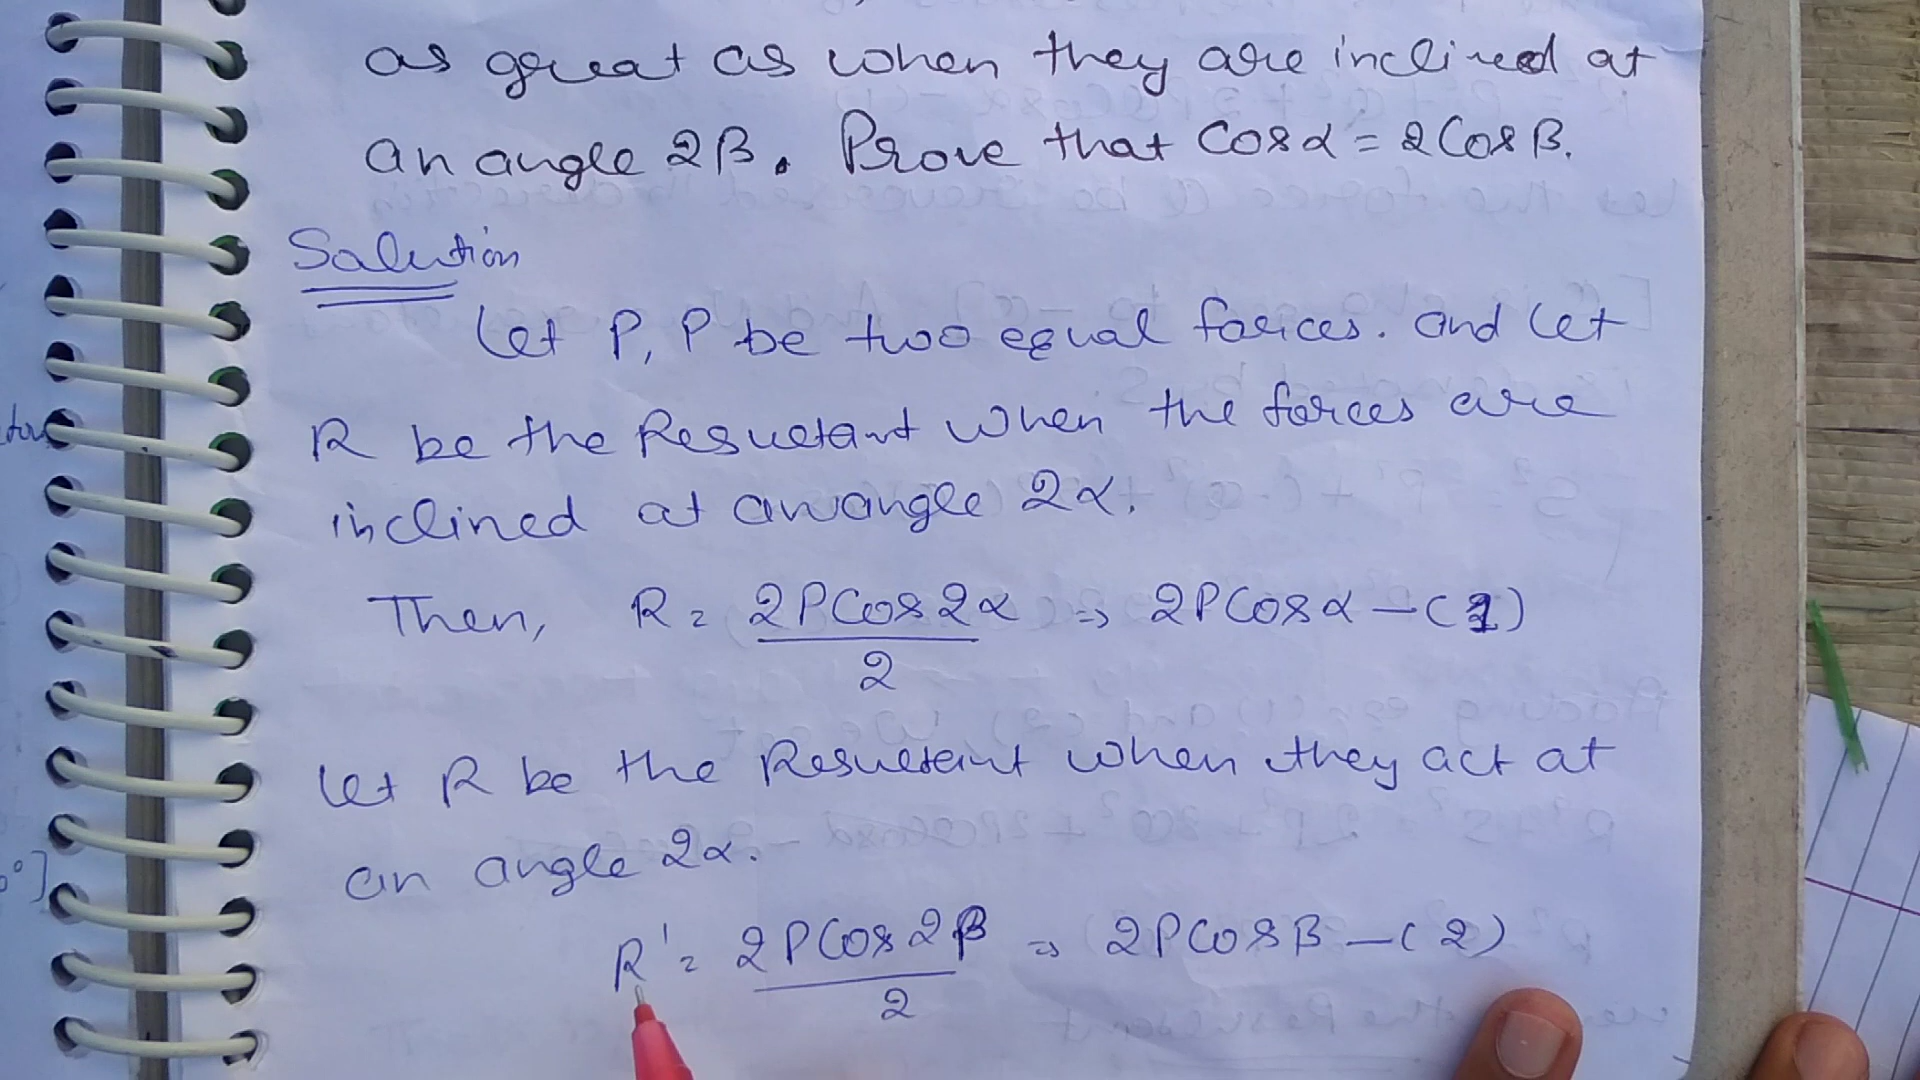 as great as when they are inclined at
an angle 2β. Prove that Cosα = 2Cosβ.
Solution
Let P, P be two equal forces. and let
R be the Resultant when the forces are
inclined at an angle 2α.
Then, R = 2PCos2α/2 => 2PCosα - (1)
Let R be the Resultant when they act at
an angle 2α.
R' = 2PCos2β/2 => 2PCosβ - (2)